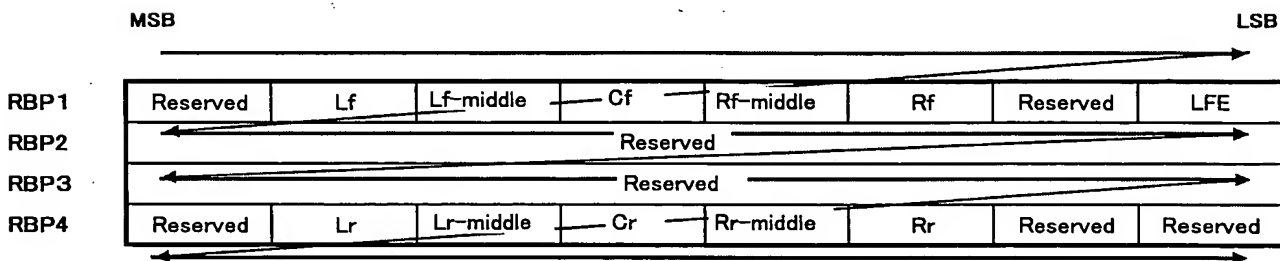 MSB LSB
RBP1 Reserved Lf Lf-middle Cf Rf-middle Rf Reserved LFE
RBP2 Reserved
RBP3 Reserved
RBP4 Reserved Lr Lr-middle Cr Rr-middle Rr Reserved Reserved